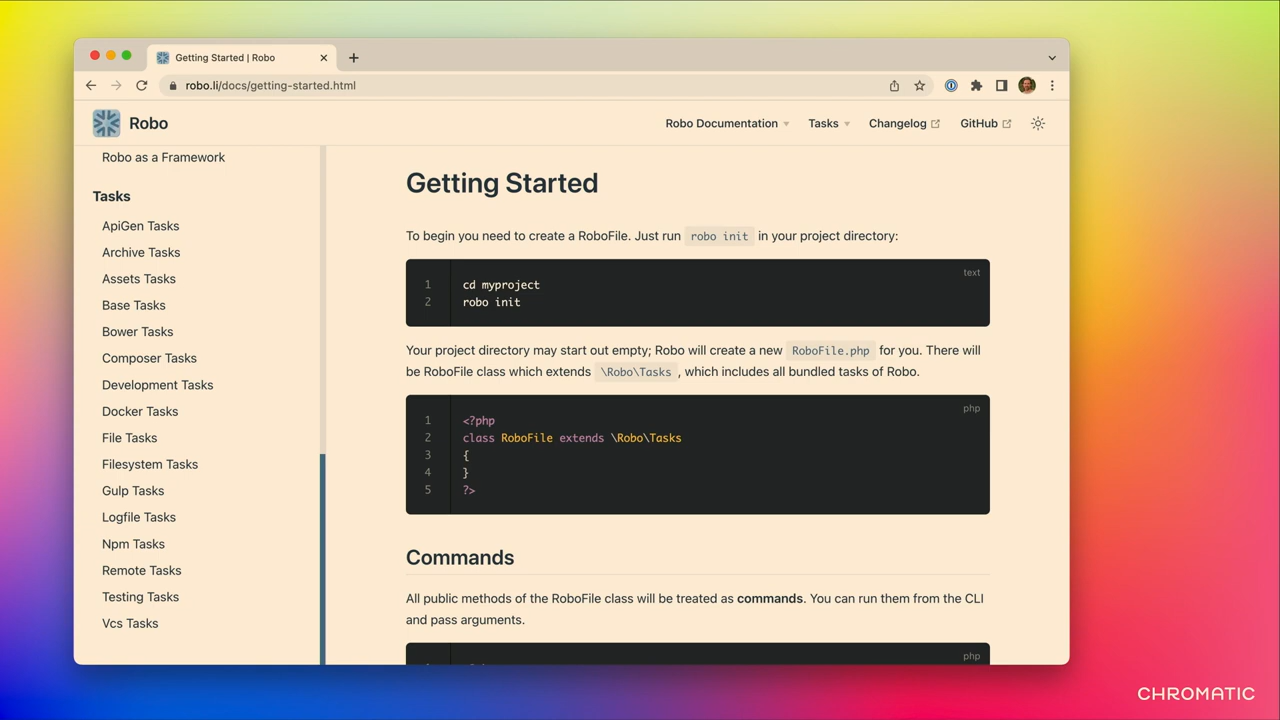 Getting Started | Robo
robo.li/docs/getting-started.html
Robo
Robo Documentation
Tasks
Changelog
GitHub
Robo as a Framework
Tasks
ApiGen Tasks
Archive Tasks
Assets Tasks
Base Tasks
Bower Tasks
Composer Tasks
Development Tasks
Docker Tasks
File Tasks
Filesystem Tasks
Gulp Tasks
Logfile Tasks
Npm Tasks
Remote Tasks
Testing Tasks
Vcs Tasks
Getting Started
To begin you need to create a RoboFile. Just run robo init in your project directory:
text
1 cd myproject
2 robo init
Your project directory may start out empty; Robo will create a new RoboFile.php for you. There will
be RoboFile class which extends \Robo\Tasks , which includes all bundled tasks of Robo.
php
1 <?php
2 class RoboFile extends \Robo\Tasks
3 {
4 }
5 ?>
Commands
All public methods of the RoboFile class will be treated as commands. You can run them from the CLI
and pass arguments.
php
CHROMATIC